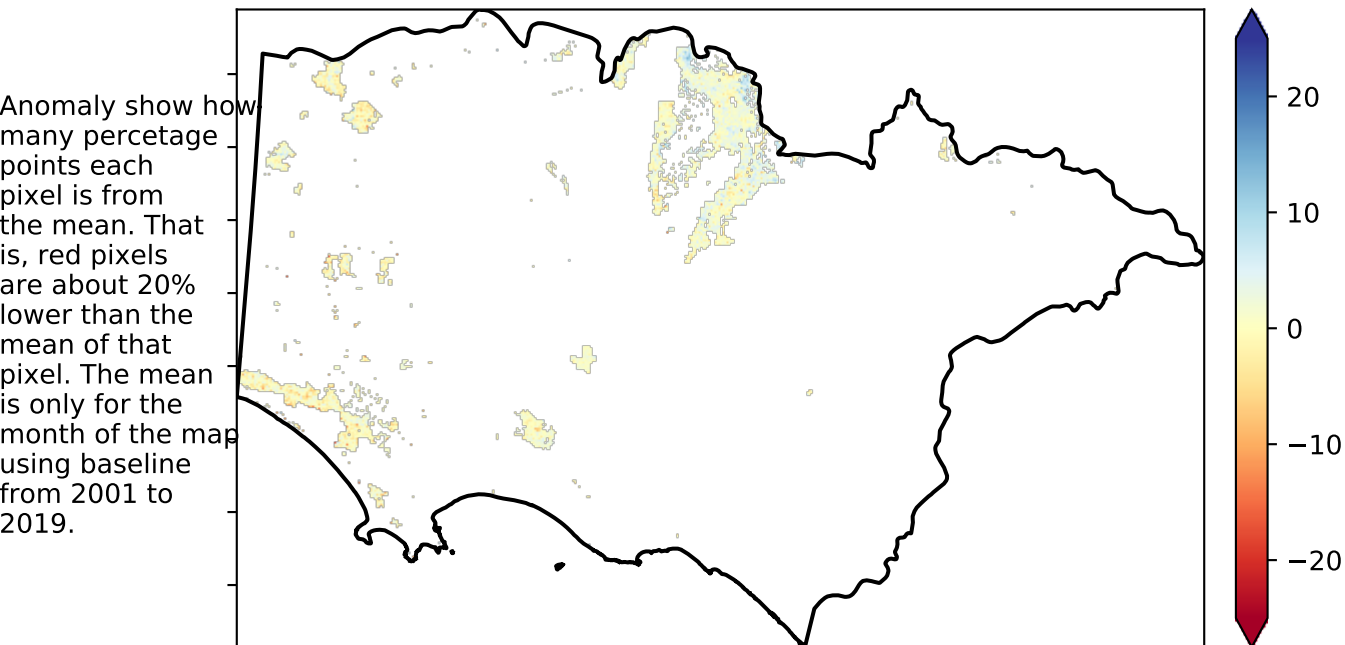 Anomaly show how
many percetage
points each
pixel is from
the mean. That
is, red pixels
are about 20%
lower than the
mean of that
pixel. The mean
is only for the
month of the map
using baseline
from 2001 to
2019.
20
10
0
−10
−20